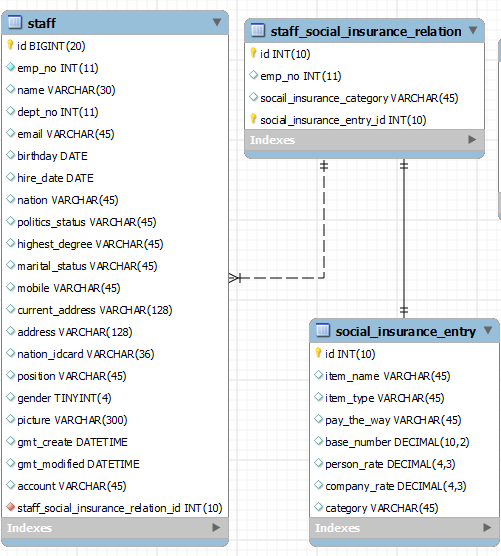 staff
id BIGINT(20)
emp_no INT(11)
name VARCHAR(30)
dept_no INT(11)
email VARCHAR(45)
birthday DATE
hire_date DATE
nation VARCHAR(45)
politics_status VARCHAR(45)
highest_degree VARCHAR(45)
marital_status VARCHAR(45)
mobile VARCHAR(45)
current_address VARCHAR(128)
address VARCHAR(128)
nation_idcard VARCHAR(36)
position VARCHAR(45)
gender TINYINT(4)
picture VARCHAR(300)
gmt_create DATETIME
gmt_modified DATETIME
account VARCHAR(45)
staff_social_insurance_relation_id INT(10)
Indexes
staff_social_insurance_relation
id INT(10)
emp_no INT(11)
socail_insurance_category VARCHAR(45)
social_insurance_entry_id INT(10)
Indexes
social_insurance_entry
id INT(10)
item_name VARCHAR(45)
item_type VARCHAR(45)
pay_the_way VARCHAR(45)
base_number DECIMAL(10,2)
person_rate DECIMAL(4,3)
company_rate DECIMAL(4,3)
category VARCHAR(45)
Indexes